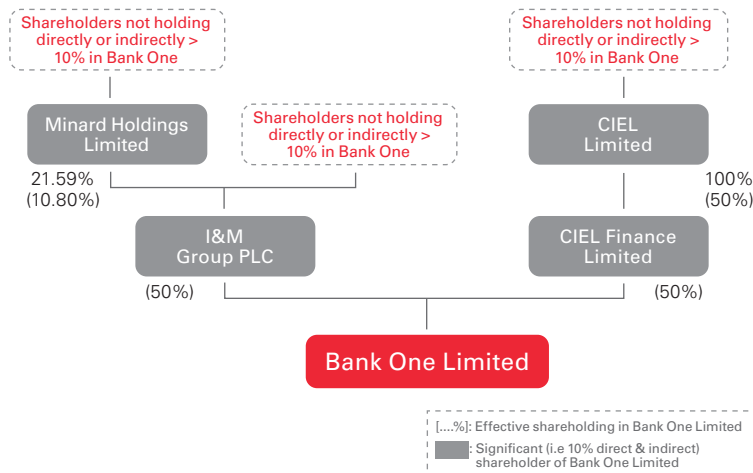 Shareholders not holding
directly or indirectly >
10% in Bank One
Shareholders not holding
directly or indirectly >
10% in Bank One
Minard Holdings
Limited
Shareholders not holding
directly or indirectly >
10% in Bank One
CIEL
Limited
21.59%
(10.80%)
100%
(50%)
I&M
Group PLC
CIEL Finance
Limited
(50%)
(50%)
Bank One Limited
[....%]: Effective shareholding in Bank One Limited
: Significant (i.e 10% direct & indirect)
shareholder of Bank One Limited